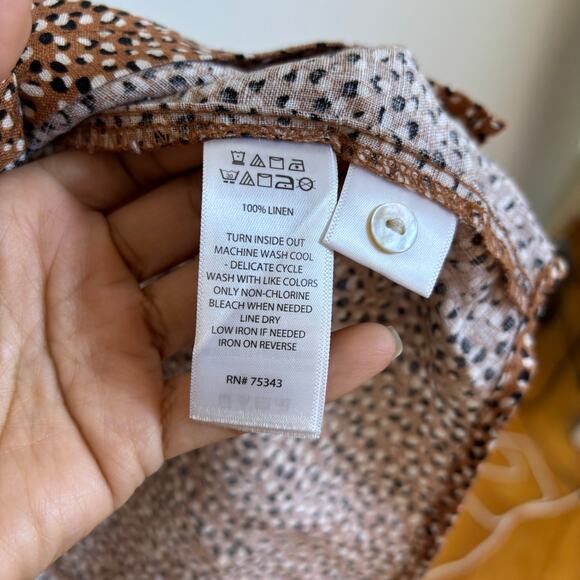 30
100% LINEN
TURN INSIDE OUT
MACHINE WASH COOL
- DELICATE CYCLE
WASH WITH LIKE COLORS
ONLY NON-CHLORINE
BLEACH WHEN NEEDED
LINE DRY
LOW IRON IF NEEDED
IRON ON REVERSE
RN# 75343